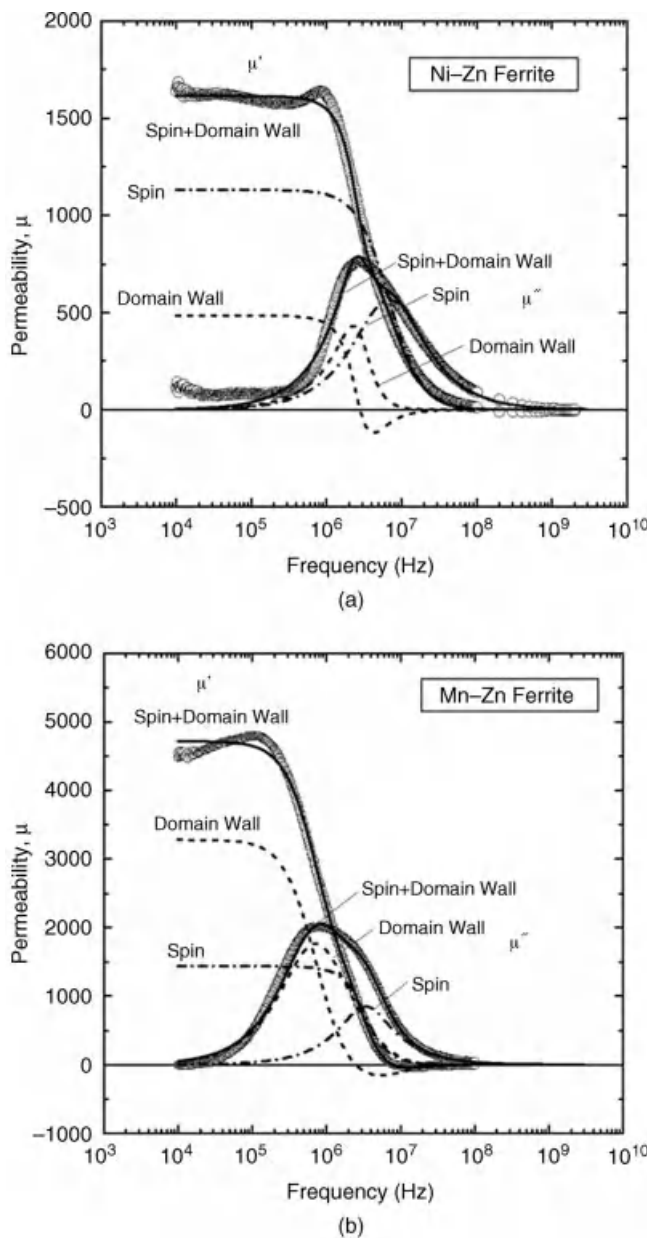 2000
μ'
Ni–Zn Ferrite
1500
Spin+Domain Wall
Spin
1000
Spin+Domain Wall
Spin
μ″
Domain Wall
500
Domain Wall
0
−500
10³ 10⁴ 10⁵ 10⁶ 10⁷ 10⁸ 10⁹ 10¹⁰
Permeability, μ
Frequency (Hz)
(a)
6000
μ'
Mn–Zn Ferrite
Spin+Domain Wall
5000
4000
Domain Wall
3000
Spin+Domain Wall
Domain Wall
μ″
2000
Spin
Spin
1000
0
−1000
10³ 10⁴ 10⁵ 10⁶ 10⁷ 10⁸ 10⁹ 10¹⁰
Permeability, μ
Frequency (Hz)
(b)